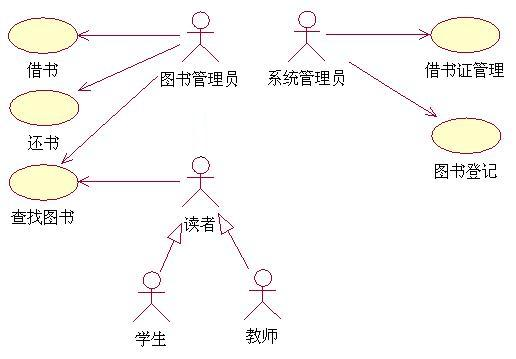 借书
图书管理员
系统管理员
借书证管理
还书
图书登记
查找图书
读者
学生
教师